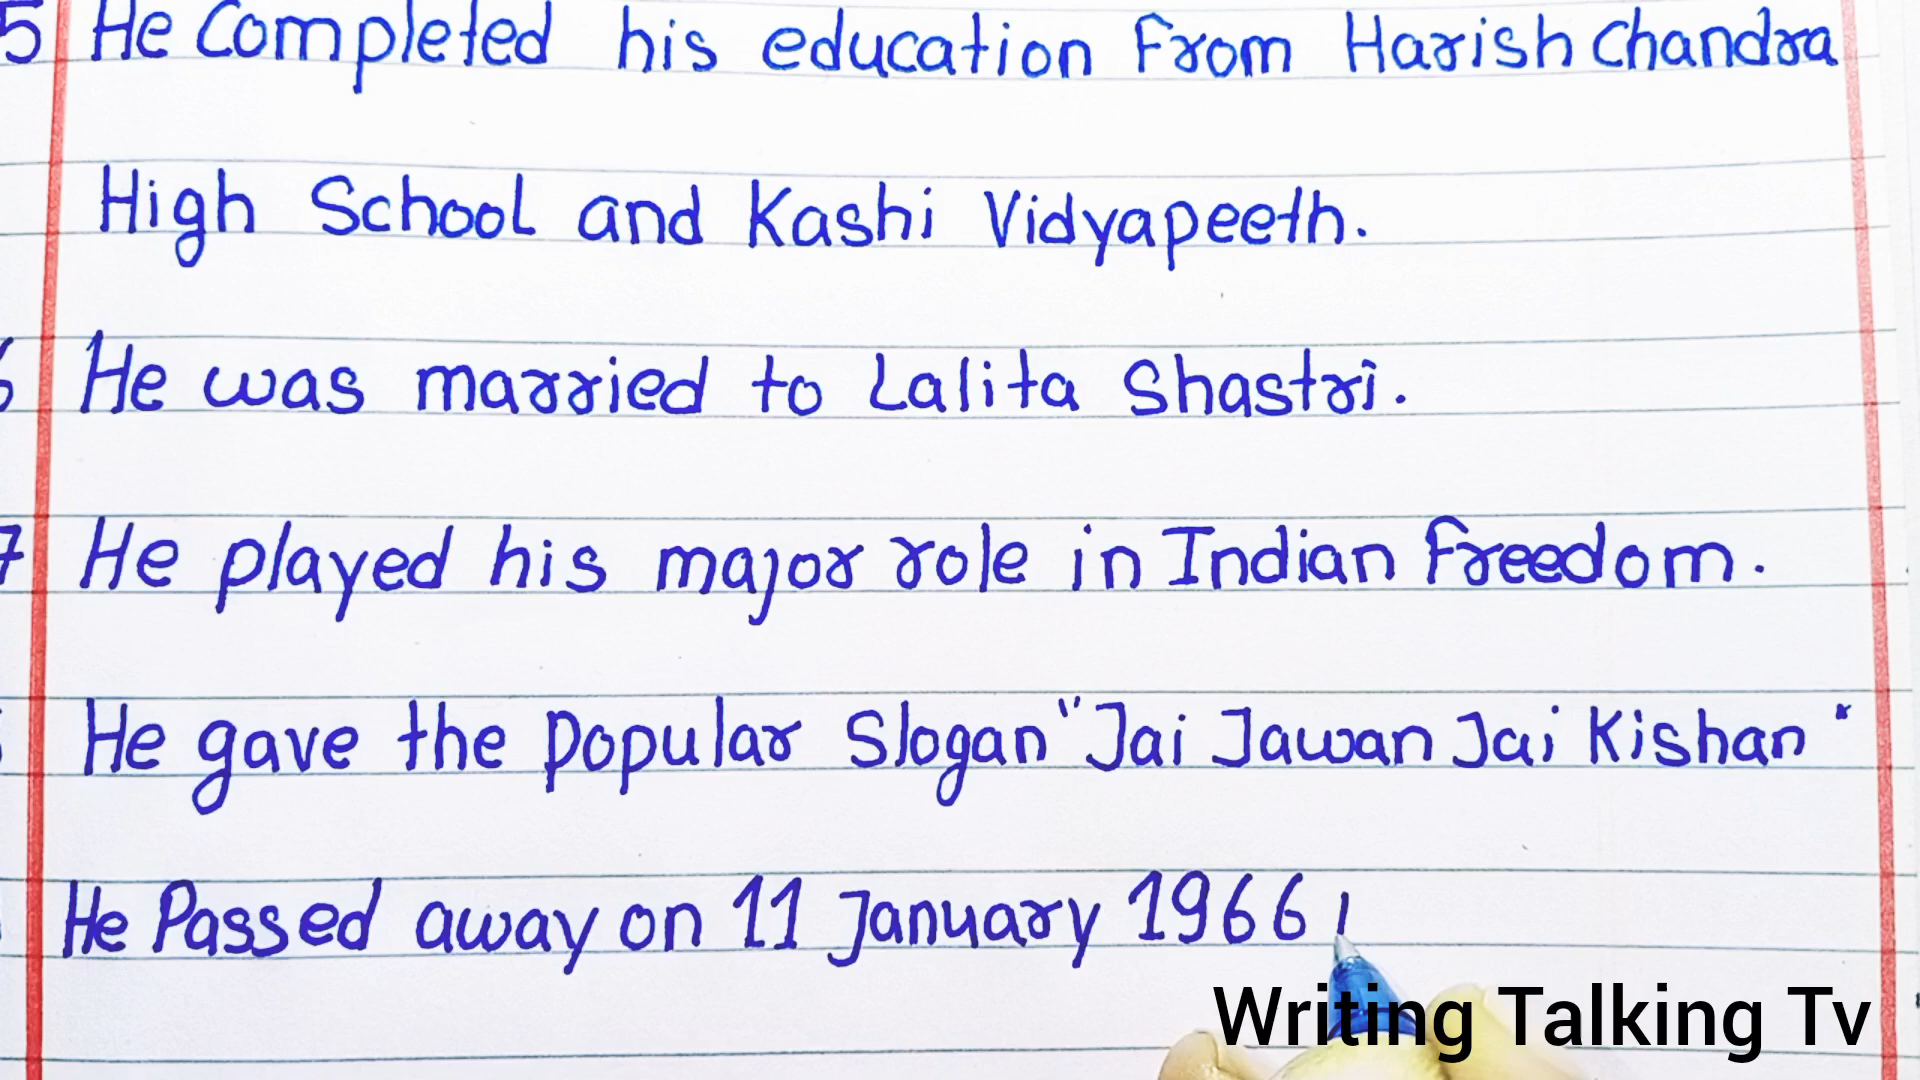 5 He Completed his education From Harish Chandra
High School and Kashi Vidyapeeth.
6 He was married to Lalita Shastri.
7 He played his major role in Indian Freedom.
He gave the Popular Slogan "Jai Jawan Jai Kishan"
He Passed away on 11 January 1966
Writing Talking Tv